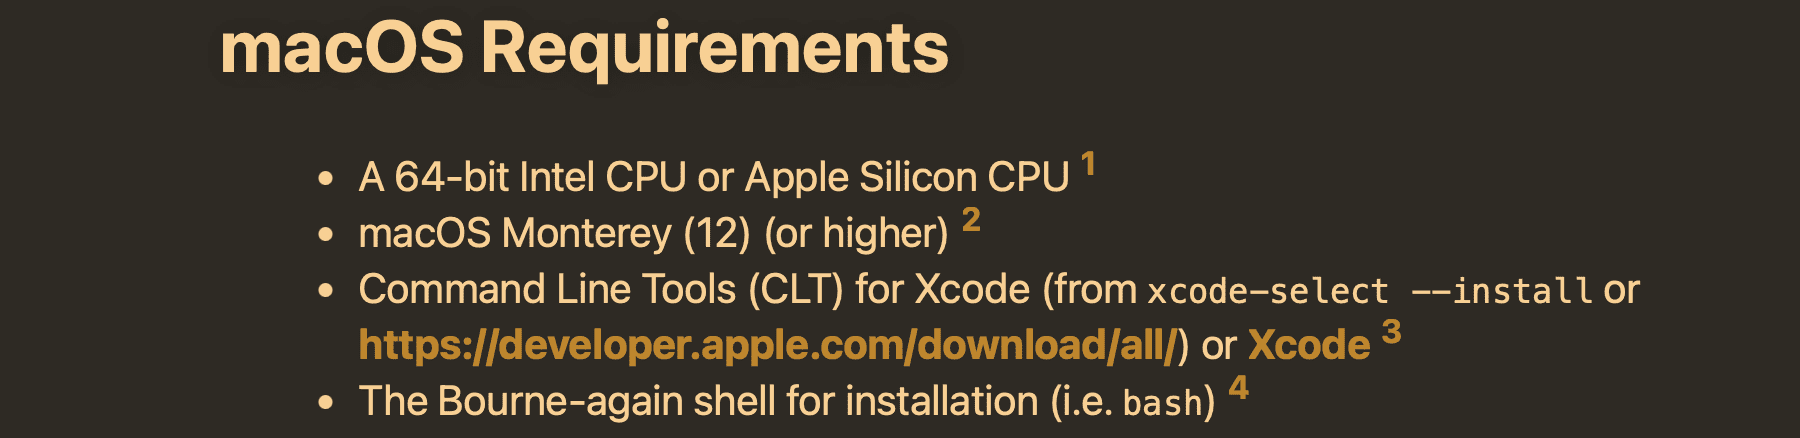 macOS Requirements
• A 64-bit Intel CPU or Apple Silicon CPU 1
• macOS Monterey (12) (or higher) 2
• Command Line Tools (CLT) for Xcode (from xcode-select --install or
https://developer.apple.com/download/all/) or Xcode 3
• The Bourne-again shell for installation (i.e. bash) 4